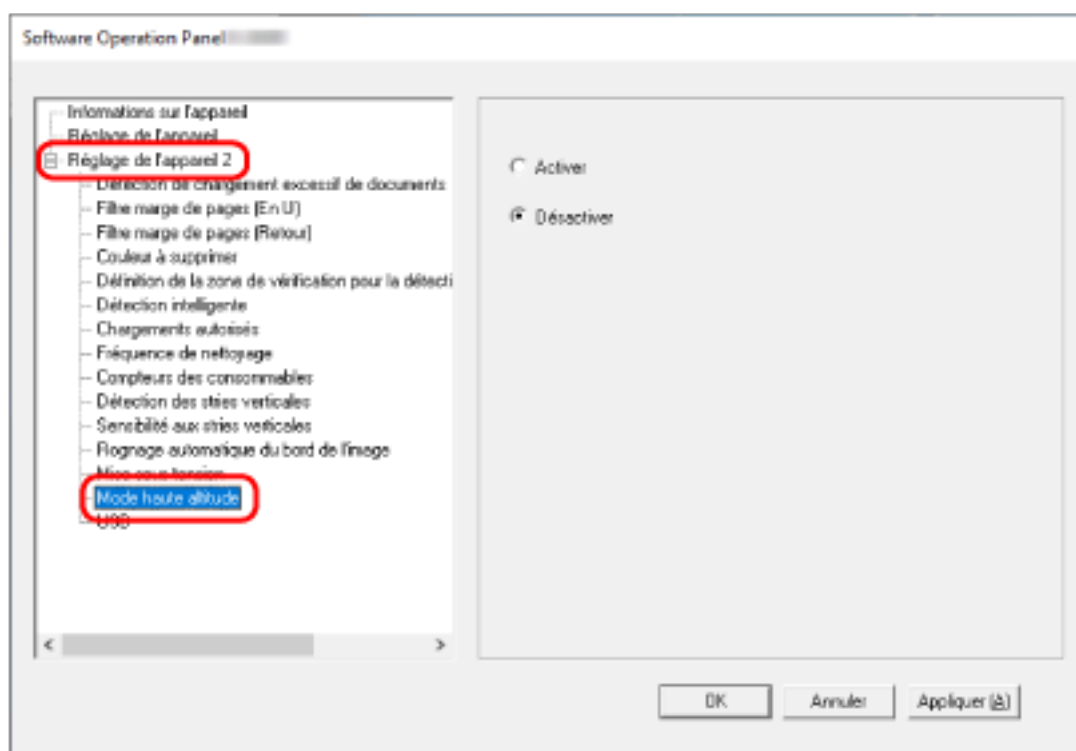 Software Operation Panel
Informations sur l'appareil
Réglage de l'appareil
Réglage de l'appareil 2
Détection de chargement excessif de documents
Filtre marge de pages (En U)
Filtre marge de pages (Retour)
Couleur à supprimer
Définition de la zone de vérification pour la détecti
Détection intelligente
Chargements autorisés
Fréquence de nettoyage
Compteurs des consommables
Détection des stries verticales
Sensibilité aux stries verticales
Rognage automatique du bord de l'image
Mise sous tension
Mode haute altitude
USB
Activer
Désactiver
OK
Annuler
Appliquer (A)